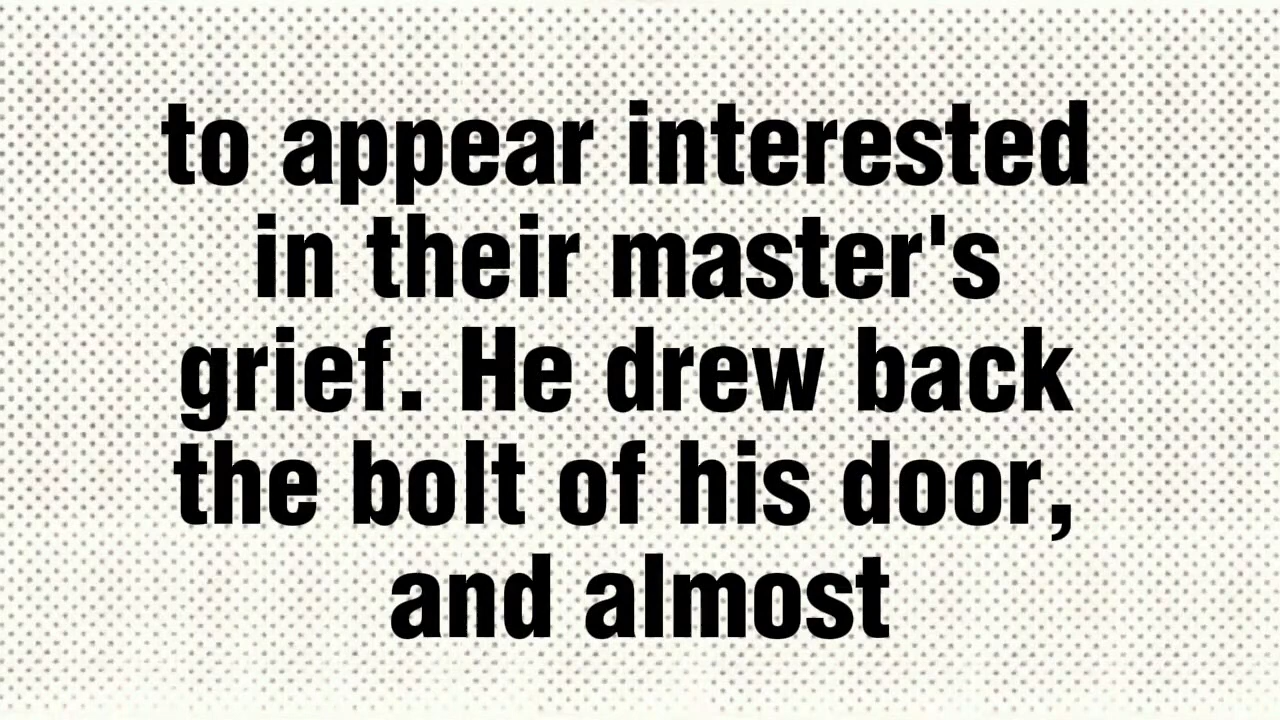 to appear interested
in their master's
grief. He drew back
the bolt of his door,
and almost